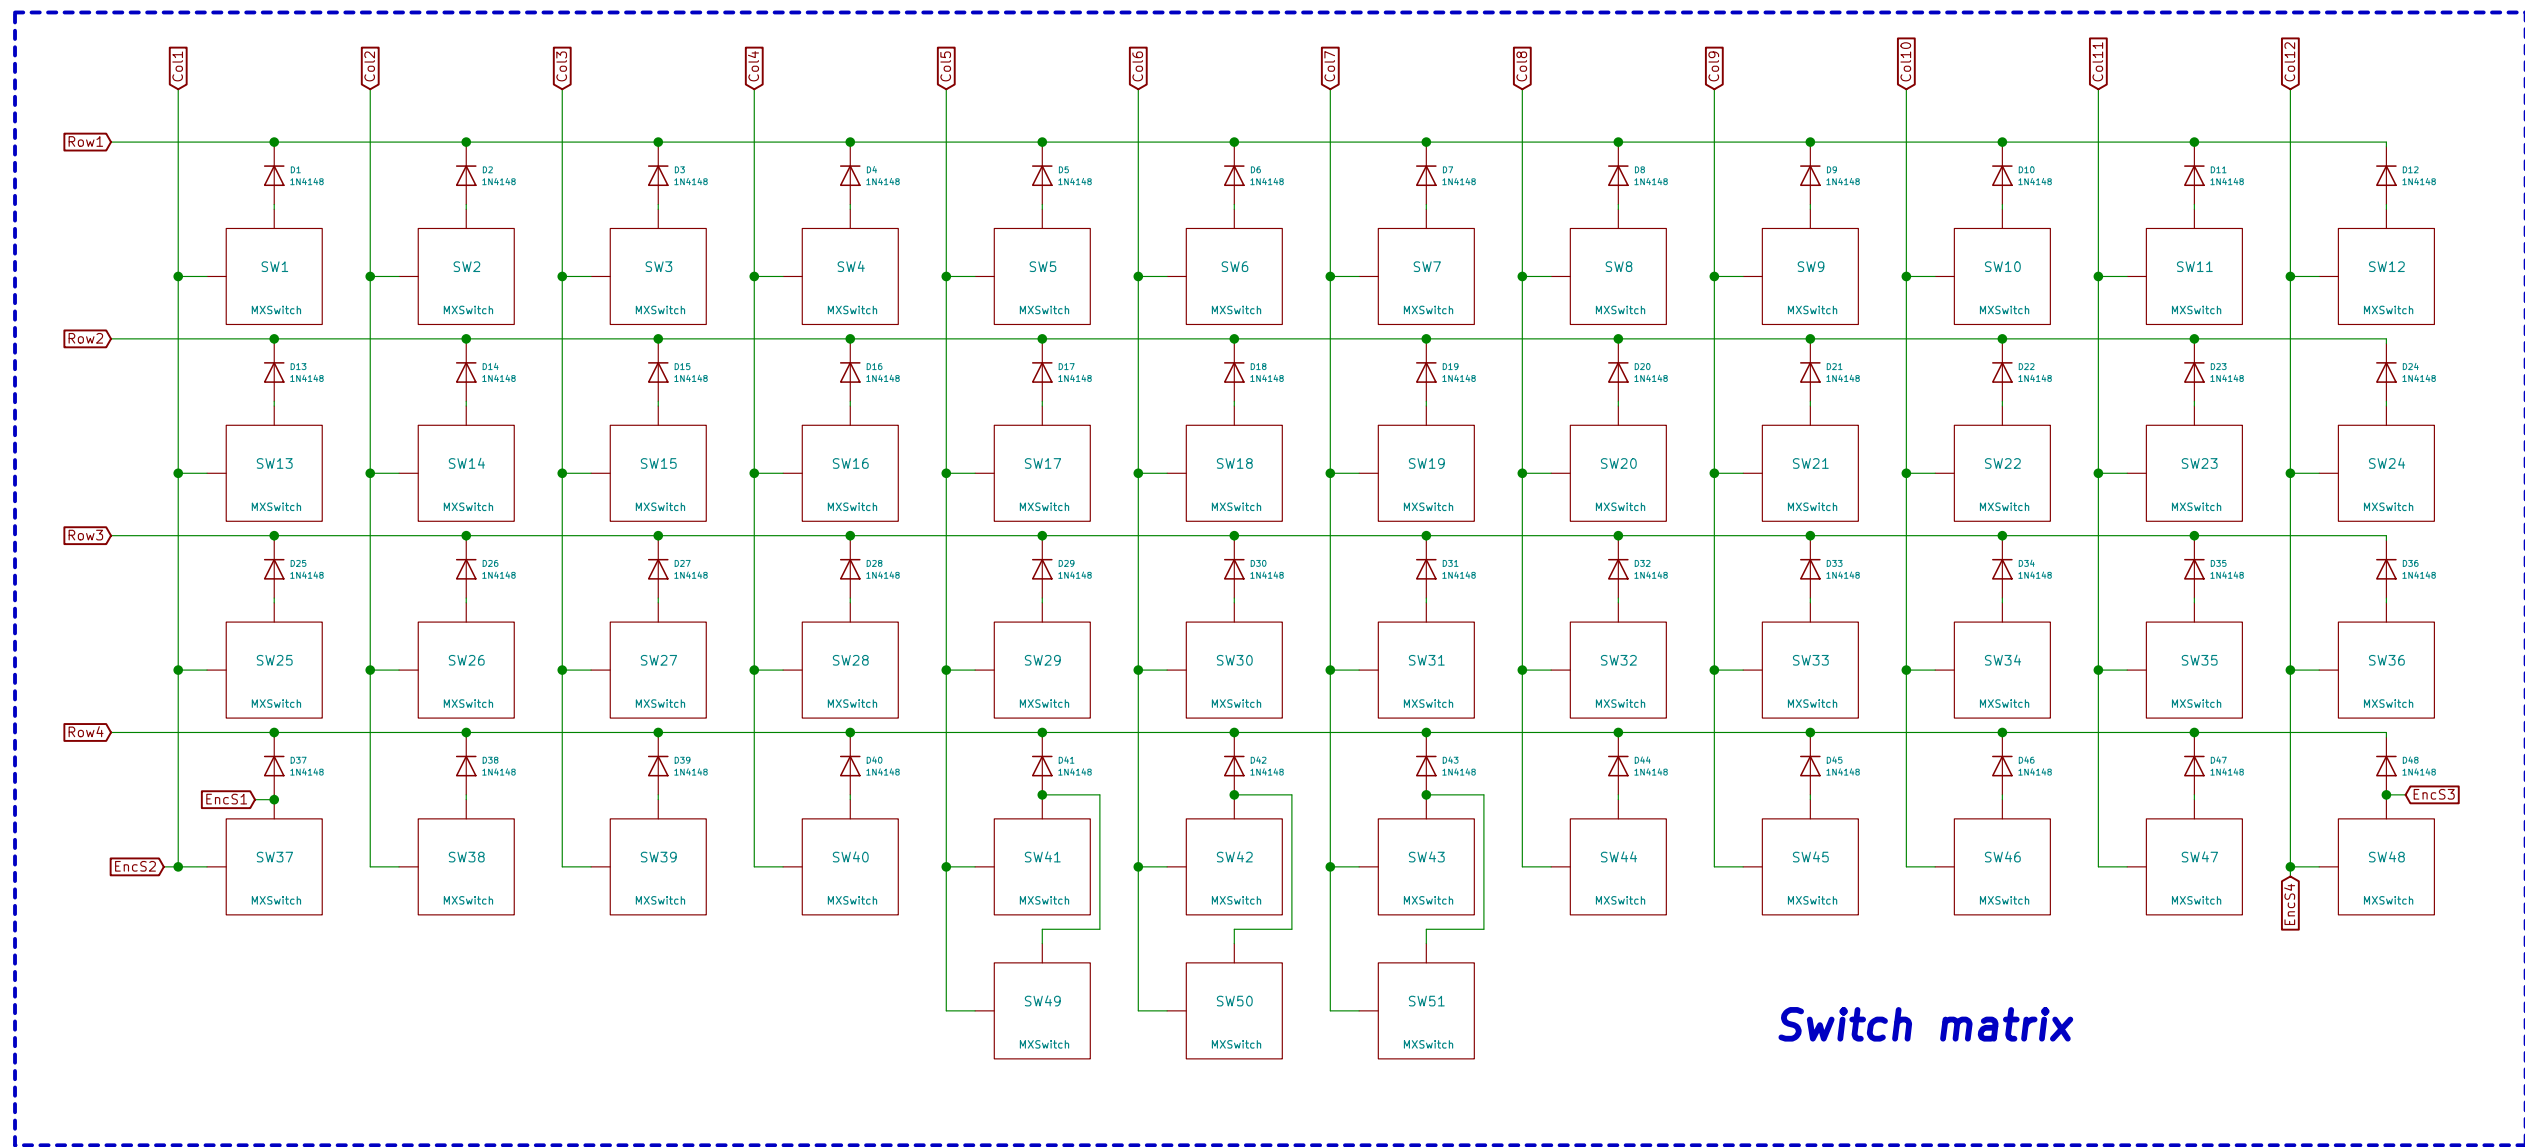 Col1 Col2 Col3 Col4 Col5 Col6 Col7 Col8 Col9 Col10 Col11 Col12
Row1
D1 D2 D3 D4 D5 D6 D7 D8 D9 D10 D11 D12
1N4148 1N4148 1N4148 1N4148 1N4148 1N4148 1N4148 1N4148 1N4148 1N4148 1N4148 1N4148
SW1 SW2 SW3 SW4 SW5 SW6 SW7 SW8 SW9 SW10 SW11 SW12
MXSwitch MXSwitch MXSwitch MXSwitch MXSwitch MXSwitch MXSwitch MXSwitch MXSwitch MXSwitch MXSwitch MXSwitch
Row2
D13 D14 D15 D16 D17 D18 D19 D20 D21 D22 D23 D24
1N4148 1N4148 1N4148 1N4148 1N4148 1N4148 1N4148 1N4148 1N4148 1N4148 1N4148 1N4148
SW13 SW14 SW15 SW16 SW17 SW18 SW19 SW20 SW21 SW22 SW23 SW24
MXSwitch MXSwitch MXSwitch MXSwitch MXSwitch MXSwitch MXSwitch MXSwitch MXSwitch MXSwitch MXSwitch MXSwitch
Row3
D25 D26 D27 D28 D29 D30 D31 D32 D33 D34 D35 D36
1N4148 1N4148 1N4148 1N4148 1N4148 1N4148 1N4148 1N4148 1N4148 1N4148 1N4148 1N4148
SW25 SW26 SW27 SW28 SW29 SW30 SW31 SW32 SW33 SW34 SW35 SW36
MXSwitch MXSwitch MXSwitch MXSwitch MXSwitch MXSwitch MXSwitch MXSwitch MXSwitch MXSwitch MXSwitch MXSwitch
Row4
D37 D38 D39 D40 D41 D42 D43 D44 D45 D46 D47 D48
1N4148 1N4148 1N4148 1N4148 1N4148 1N4148 1N4148 1N4148 1N4148 1N4148 1N4148 1N4148
EncS1 EncS3
SW37 SW38 SW39 SW40 SW41 SW42 SW43 SW44 SW45 SW46 SW47 SW48
EncS2
MXSwitch MXSwitch MXSwitch MXSwitch MXSwitch MXSwitch MXSwitch MXSwitch MXSwitch MXSwitch MXSwitch MXSwitch
EncS4
SW49 SW50 SW51
MXSwitch MXSwitch MXSwitch
Switch matrix